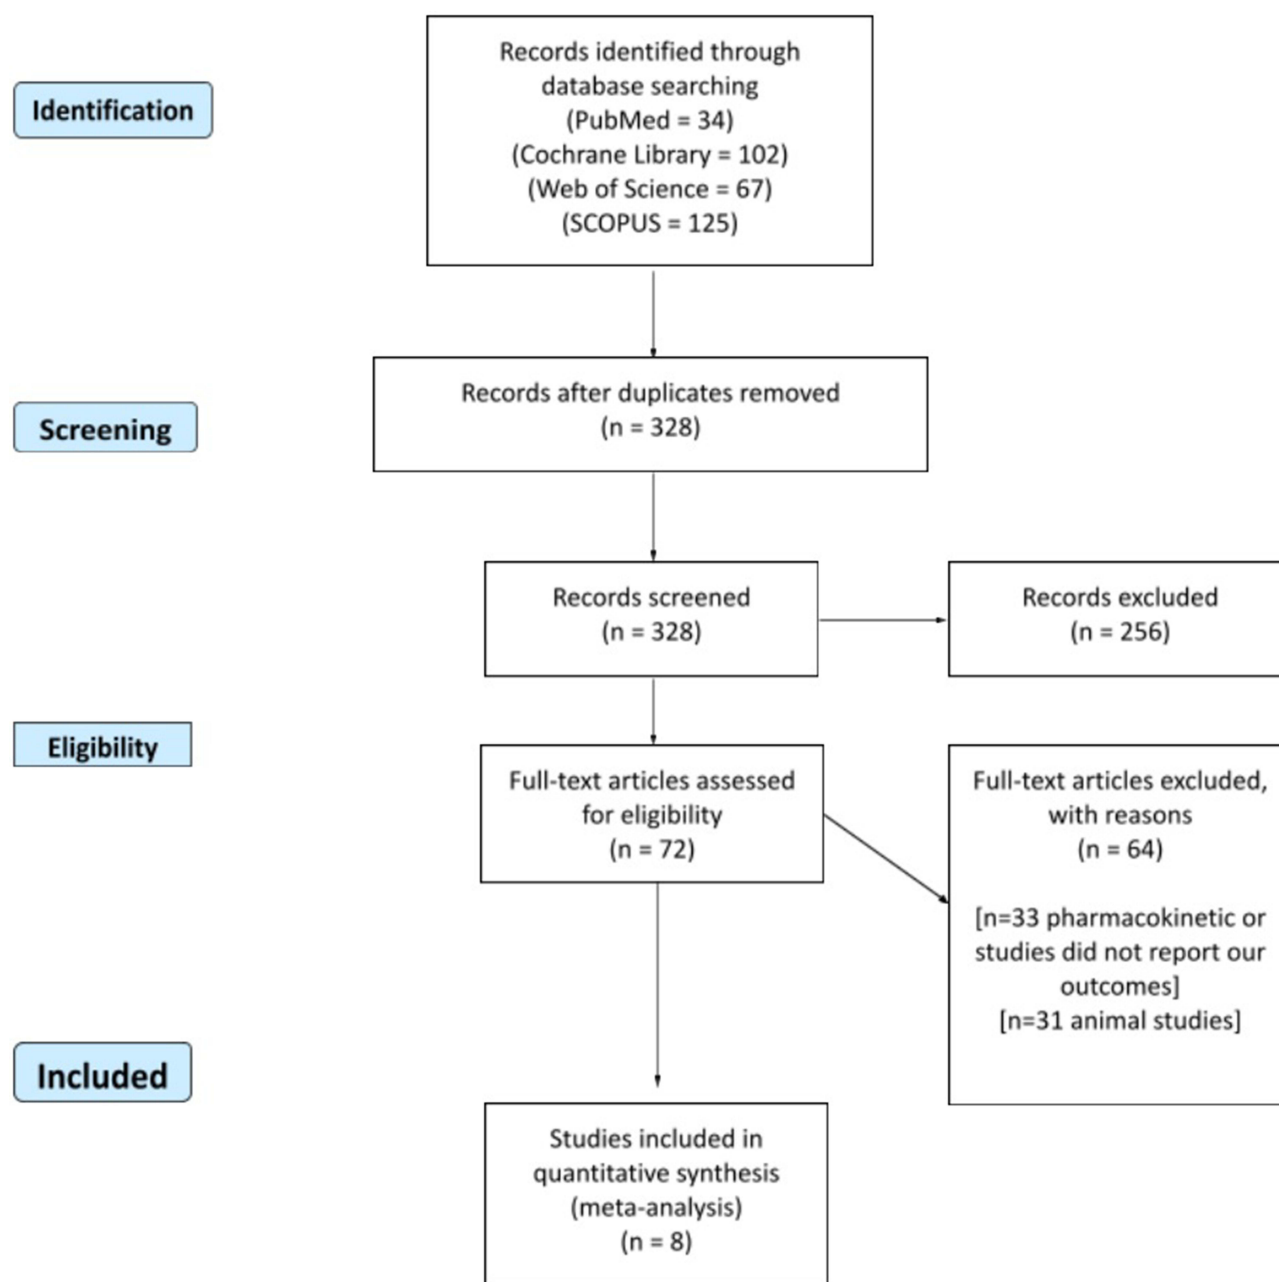 Identification
Records identified through
database searching
(PubMed = 34)
(Cochrane Library = 102)
(Web of Science = 67)
(SCOPUS = 125)
Screening
Records after duplicates removed
(n = 328)
Records screened
(n = 328)
Records excluded
(n = 256)
Eligibility
Full-text articles assessed
for eligibility
(n = 72)
Full-text articles excluded,
with reasons
(n = 64)
[n=33 pharmacokinetic or
studies did not report our
outcomes]
[n=31 animal studies]
Included
Studies included in
quantitative synthesis
(meta-analysis)
(n = 8)